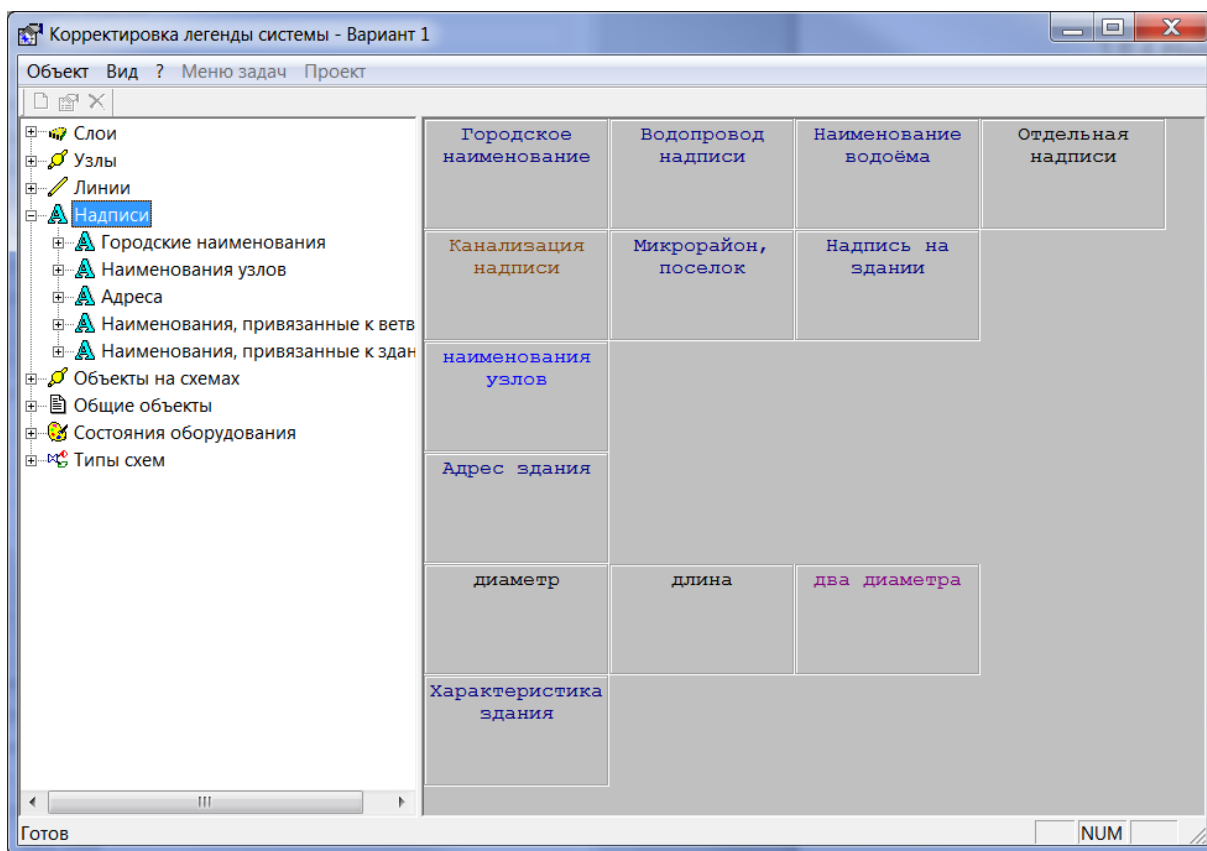 Корректировка легенды системы - Вариант 1
Объект Вид ? Меню задач Проект
Слои
Узлы
Линии
Надписи
Городские наименования
Наименования узлов
Адреса
Наименования, привязанные к ветв
Наименования, привязанные к здан
Объекты на схемах
Общие объекты
Состояния оборудования
Типы схем
Городское
наименование
Водопровод
надписи
Наименование
водоёма
Отдельная
надписи
Канализация
надписи
Микрорайон,
поселок
Надпись на
здании
наименования
узлов
Адрес здания
диаметр
длина
два диаметра
Характеристика
здания
Готов
NUM